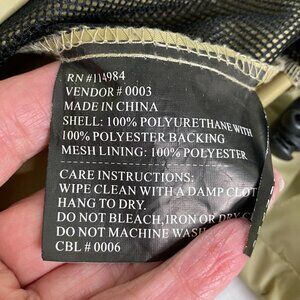 RN #114984
VENDOR # 0003
MADE IN CHINA
SHELL: 100% POLYURETHANE WITH
100% POLYESTER BACKING
MESH LINING: 100% POLYESTER
CARE INSTRUCTIONS:
WIPE CLEAN WITH A DAMP CLOT
HANG TO DRY.
DO NOT BLEACH, IRON OR DRY C
DO NOT MACHINE WASH
CBL # 0006